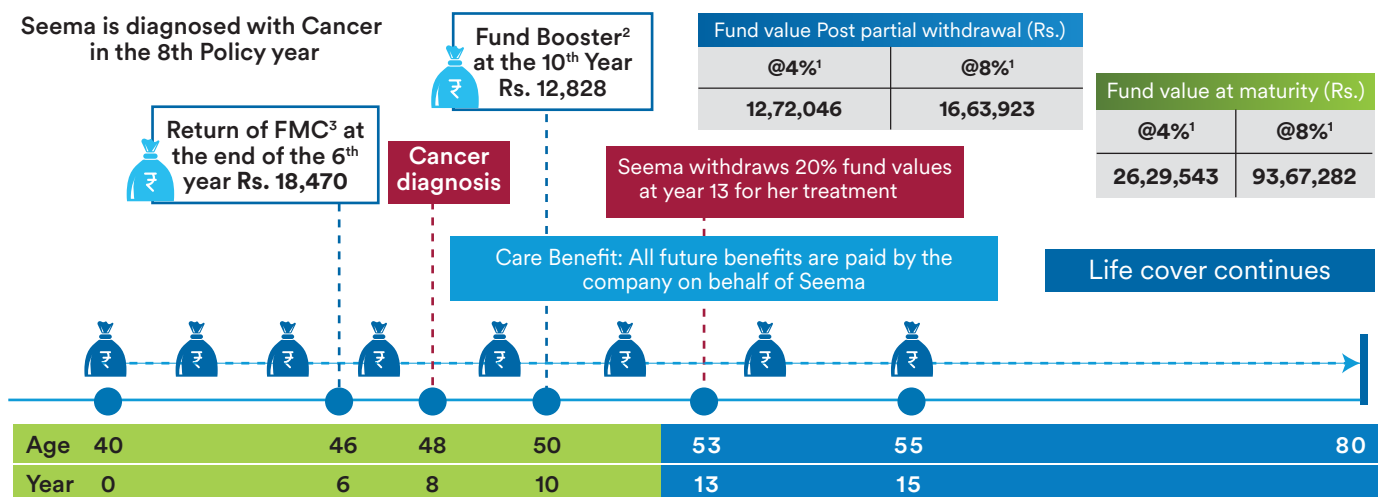 Seema is diagnosed with Cancer
in the 8th Policy year
Return of FMC³ at
the end of the 6th
year Rs. 18,470
Cancer
diagnosis
Fund Booster²
at the 10th Year
Rs. 12,828
Fund value Post partial withdrawal (Rs.)
@4%¹ @8%¹
12,72,046 16,63,923
Fund value at maturity (Rs.)
@4%¹ @8%¹
26,29,543 93,67,282
Seema withdraws 20% fund values
at year 13 for her treatment
Care Benefit: All future benefits are paid by the
company on behalf of Seema
Life cover continues
₹ ₹ ₹ ₹ ₹ ₹ ₹ ₹
Age 40 46 48 50 53 55 80
Year 0 6 8 10 13 15